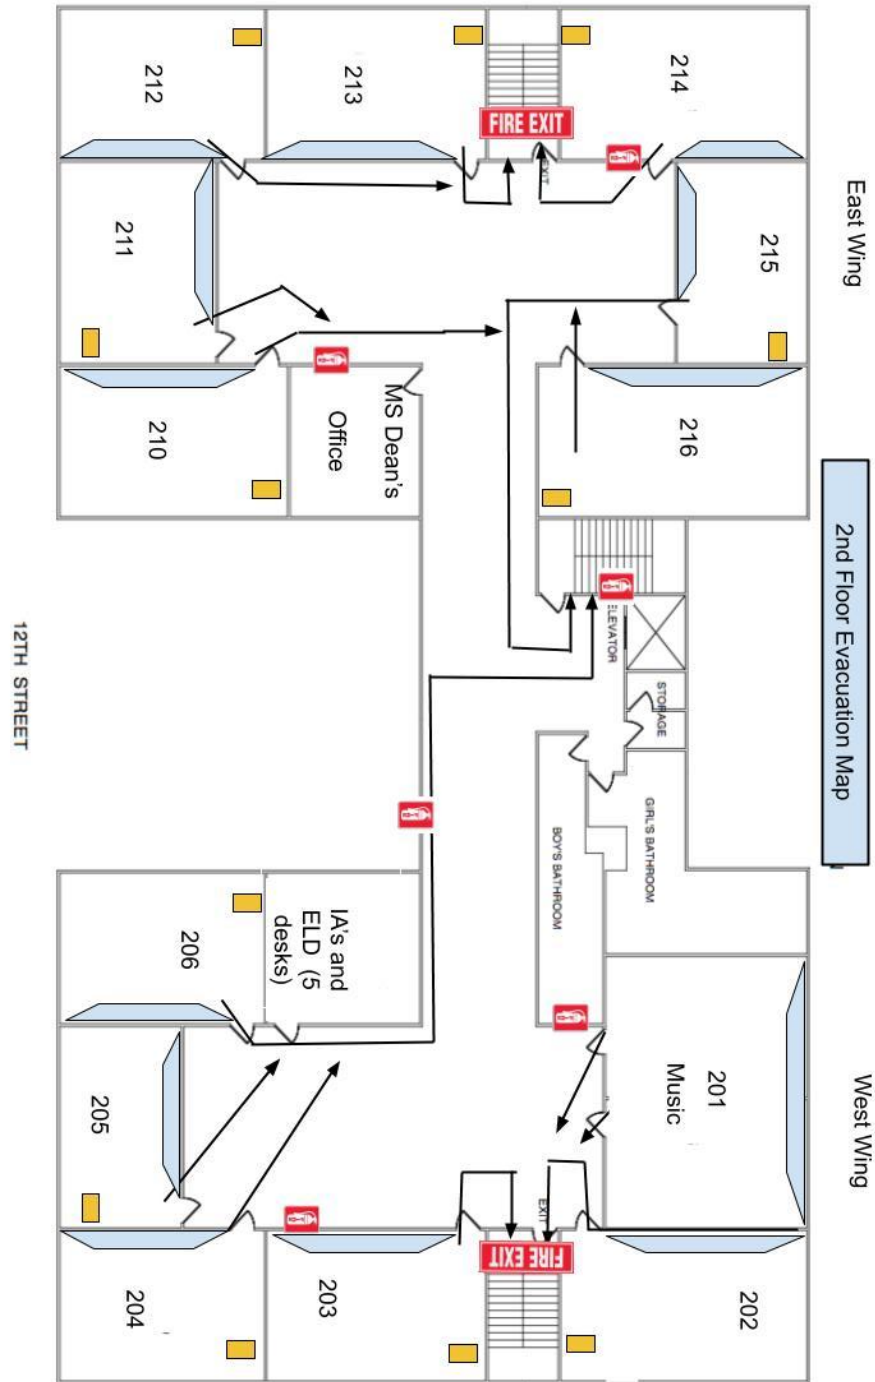 2nd Floor Evacuation Map
East Wing
West Wing
212
213
FIRE EXIT
214
EXIT
211
215
210
MS Dean's
Office
216
ELEVATOR
STORAGE
GIRL'S BATHROOM
BOY'S BATHROOM
12TH STREET
206
IA's and
ELD (5
desks)
201
Music
205
EXIT
FIRE EXIT
204
203
202